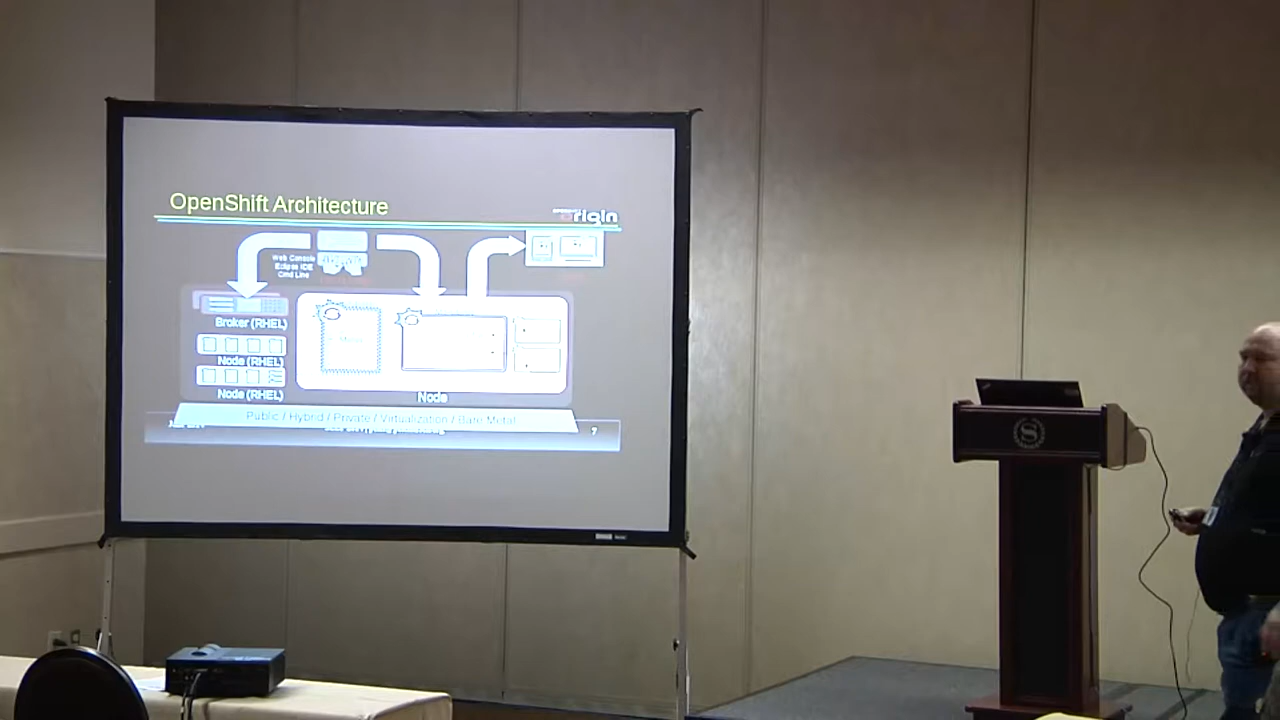 OpenShift Architecture
Origin
Web Console
Eclipse IDE
Cmd Line
Broker (RHEL)
Node (RHEL)
Node (RHEL)
Node
Public / Hybrid / Private / Virtualization / Bare Metal
7
S